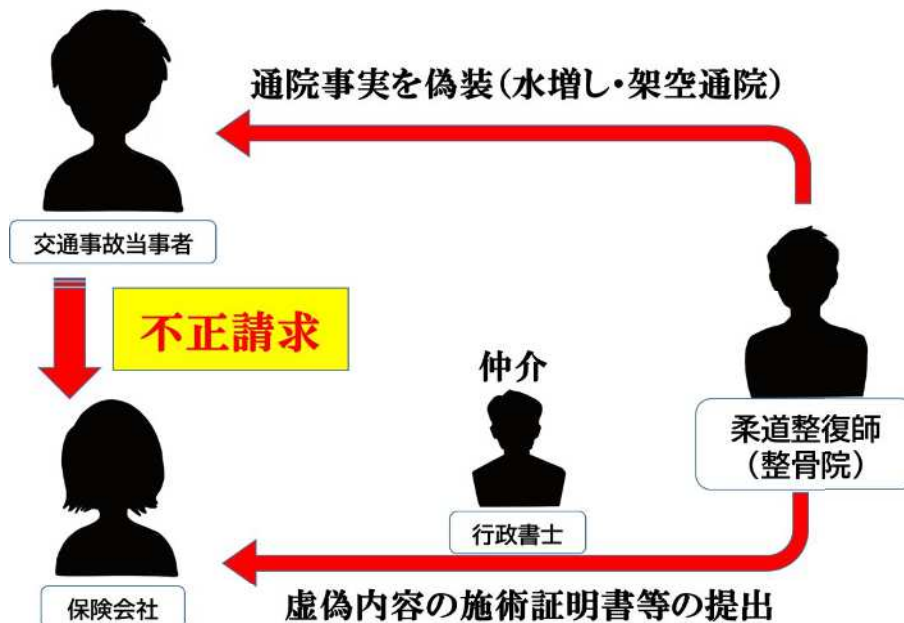 通院事実を偽装(水増し・架空通院)
交通事故当事者
不正請求
仲介
柔道整復師
(整骨院)
行政書士
保険会社
虚偽内容の施術証明書等の提出